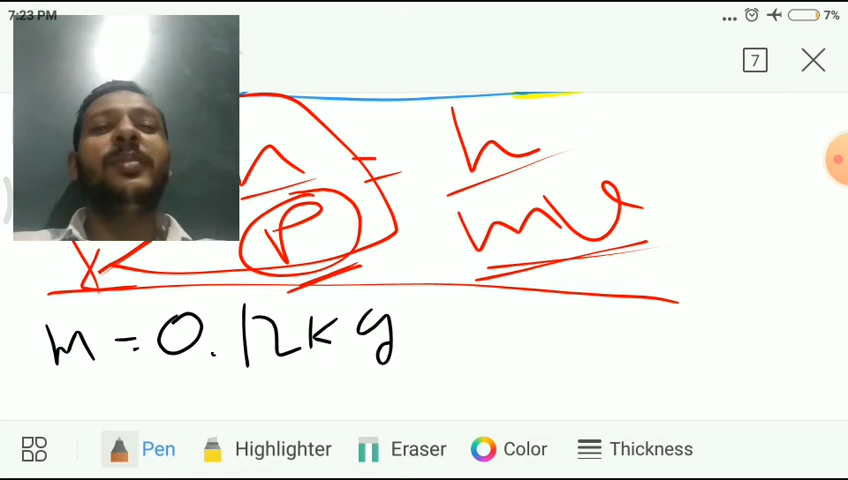 7:23 PM 7%
7
h = h
P mv
m = 0.12kg
Pen Highlighter Eraser Color Thickness